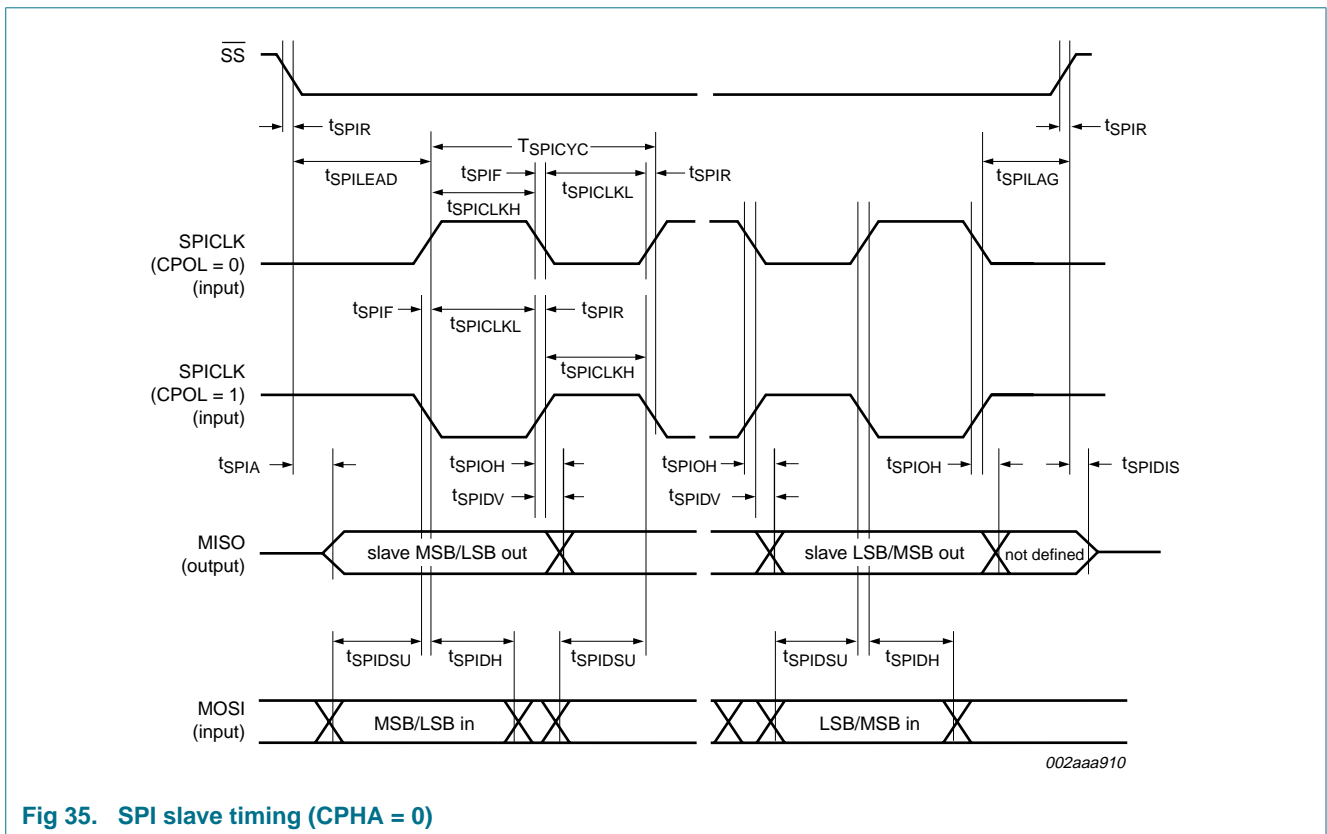 SS
tSPIR
tSPIR
TSPICYC
tSPILEAD
tSPIF
tSPICLKL
tSPIR
tSPILAG
tSPICLKH
SPICLK
(CPOL = 0)
(input)
tSPIF
tSPICLKL
tSPIR
tSPICLKH
SPICLK
(CPOL = 1)
(input)
tSPIA
tSPIOH
tSPIOH
tSPIOH
tSPIDIS
tSPIDV
tSPIDV
MISO
(output)
slave MSB/LSB out
slave LSB/MSB out
not defined
tSPIDSU
tSPIDH
tSPIDSU
tSPIDSU
tSPIDH
MOSI
(input)
MSB/LSB in
LSB/MSB in
002aaa910
Fig 35. SPI slave timing (CPHA = 0)